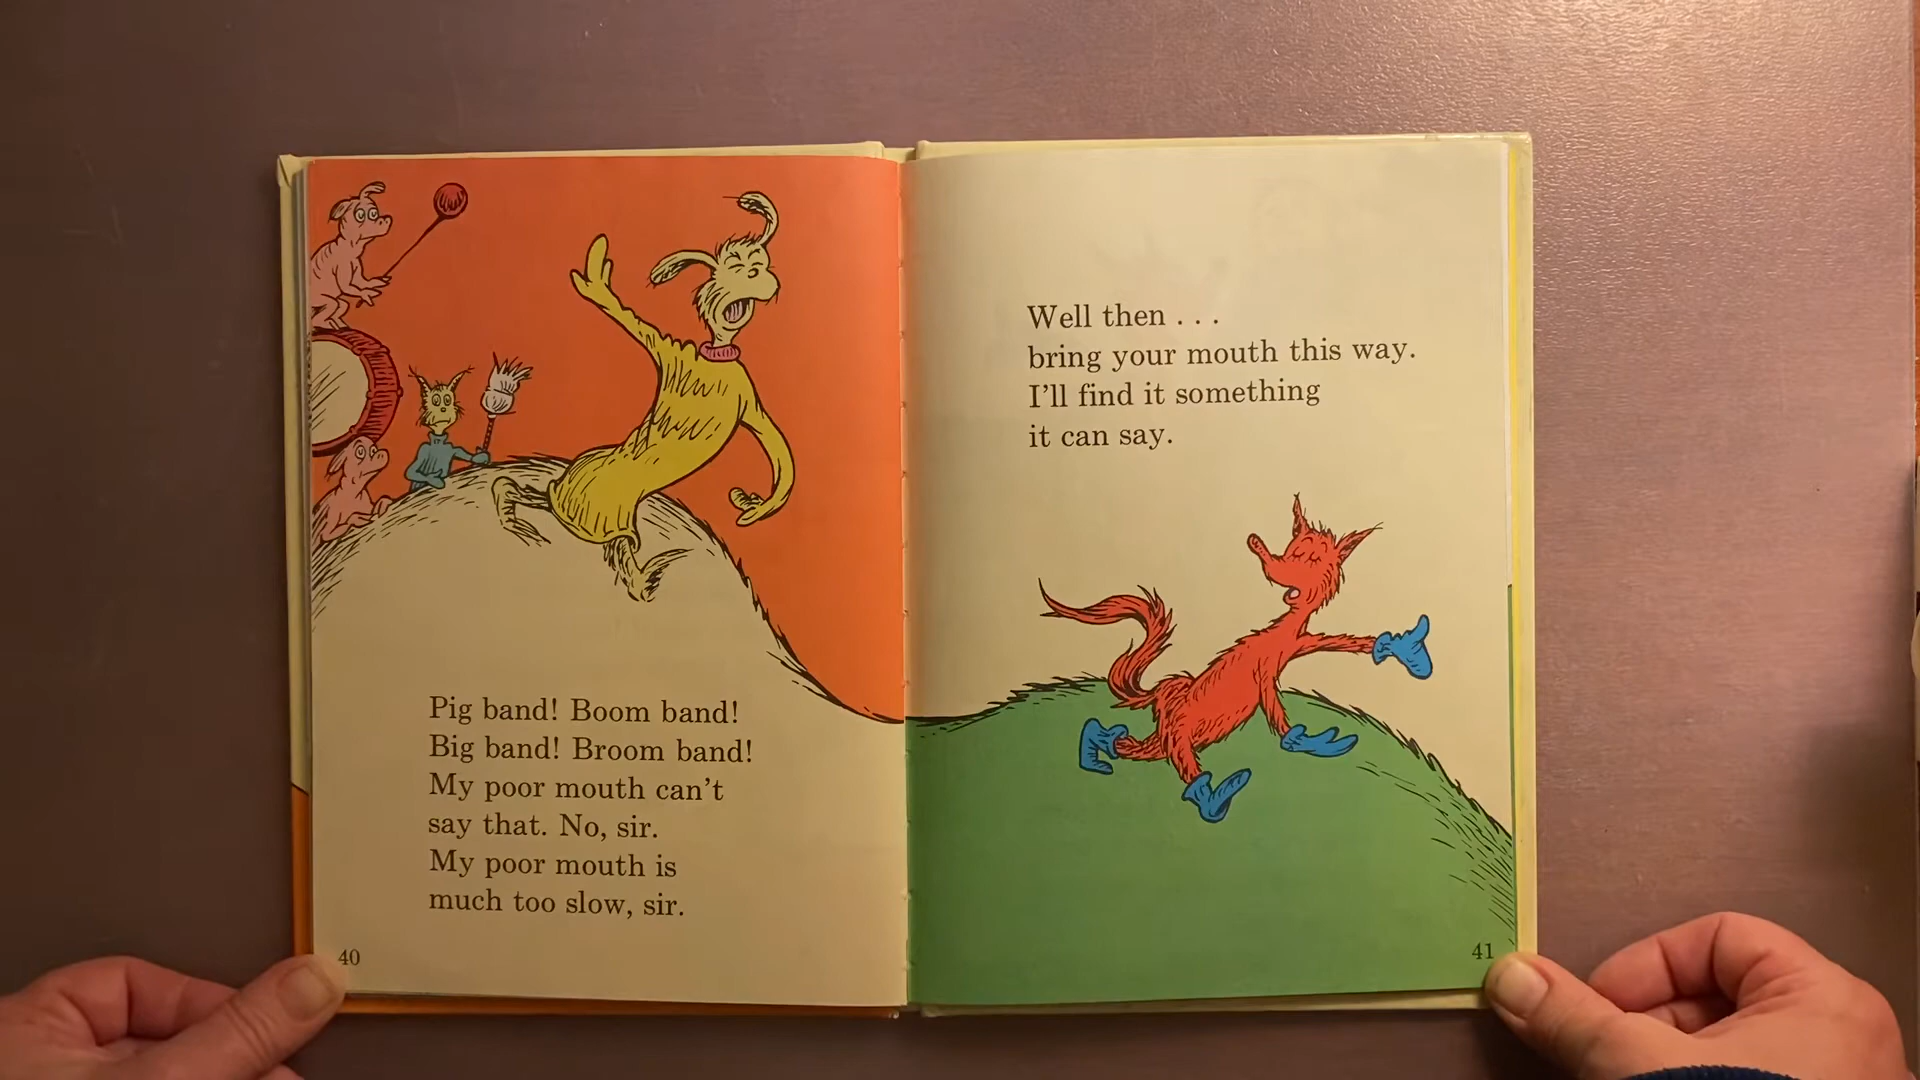 Pig band! Boom band!
Big band! Broom band!
My poor mouth can't
say that. No, sir.
My poor mouth is
much too slow, sir.
40
Well then . . .
bring your mouth this way.
I'll find it something
it can say.
41